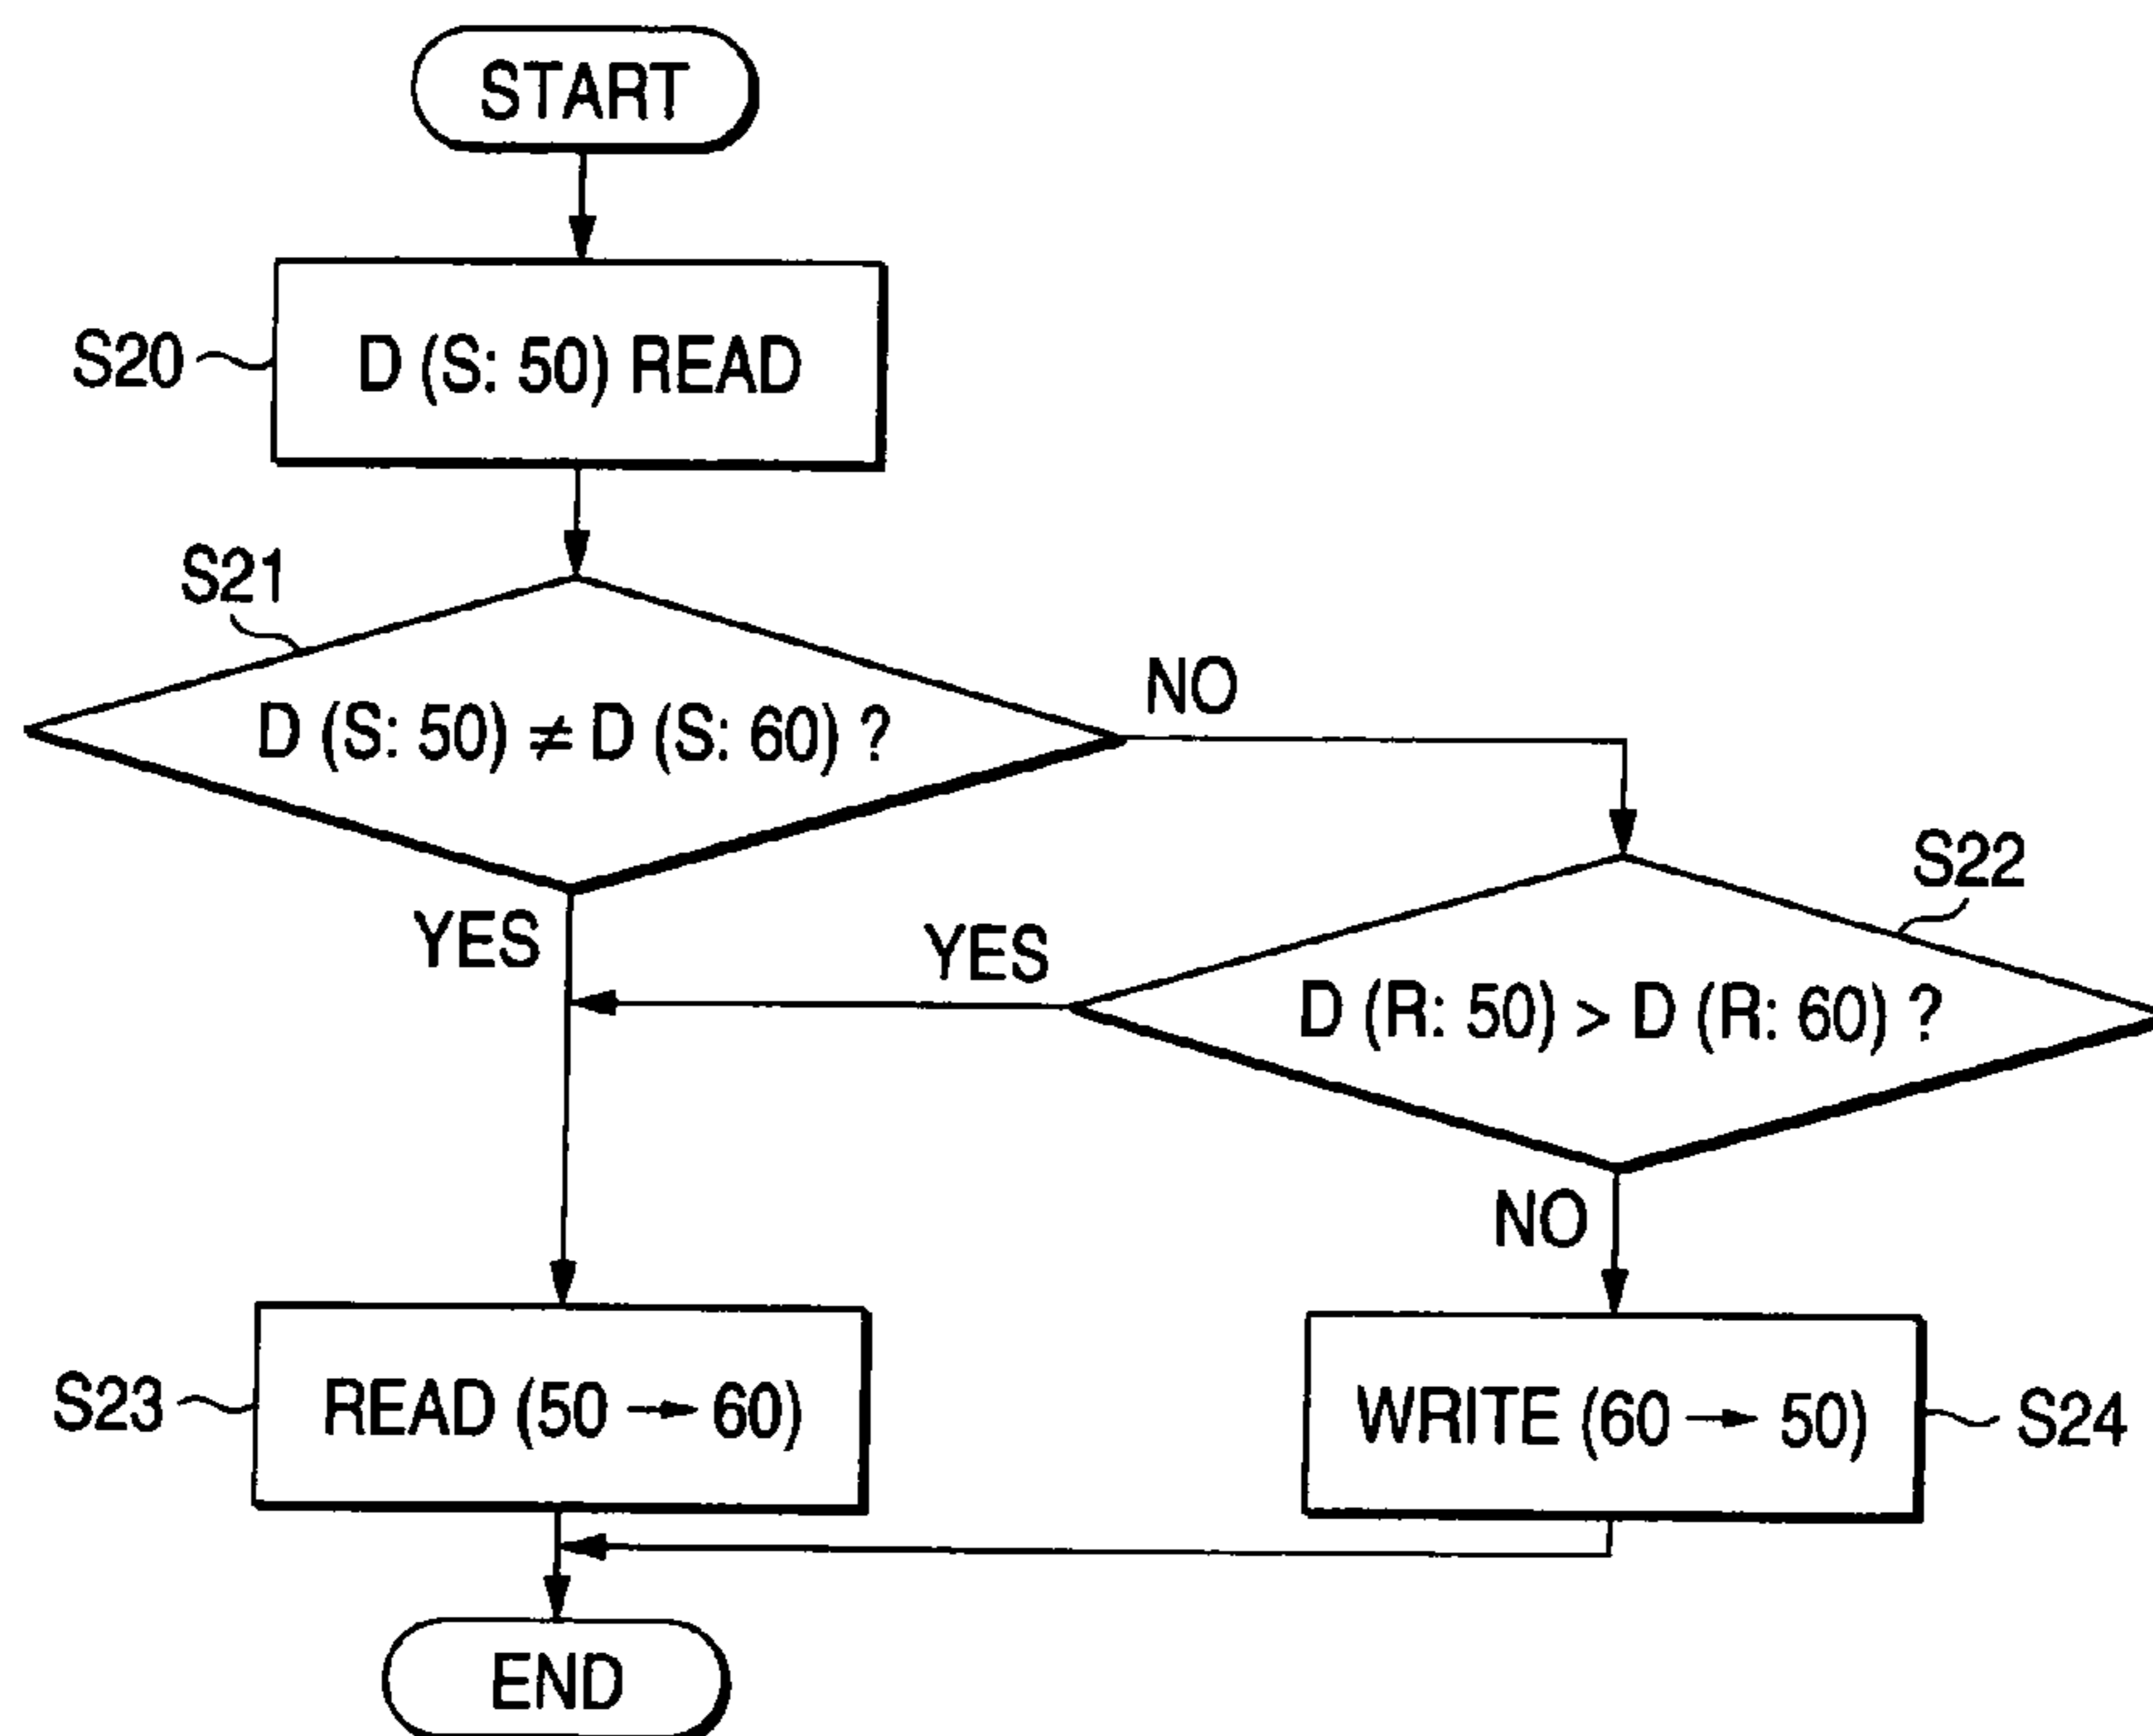 START
S20
D (S: 50) READ
S21
D (S: 50) ≠ D (S: 60) ?
NO
YES
S22
D (R: 50) > D (R: 60) ?
YES
NO
S23
READ (50 → 60)
WRITE (60 → 50)
S24
END